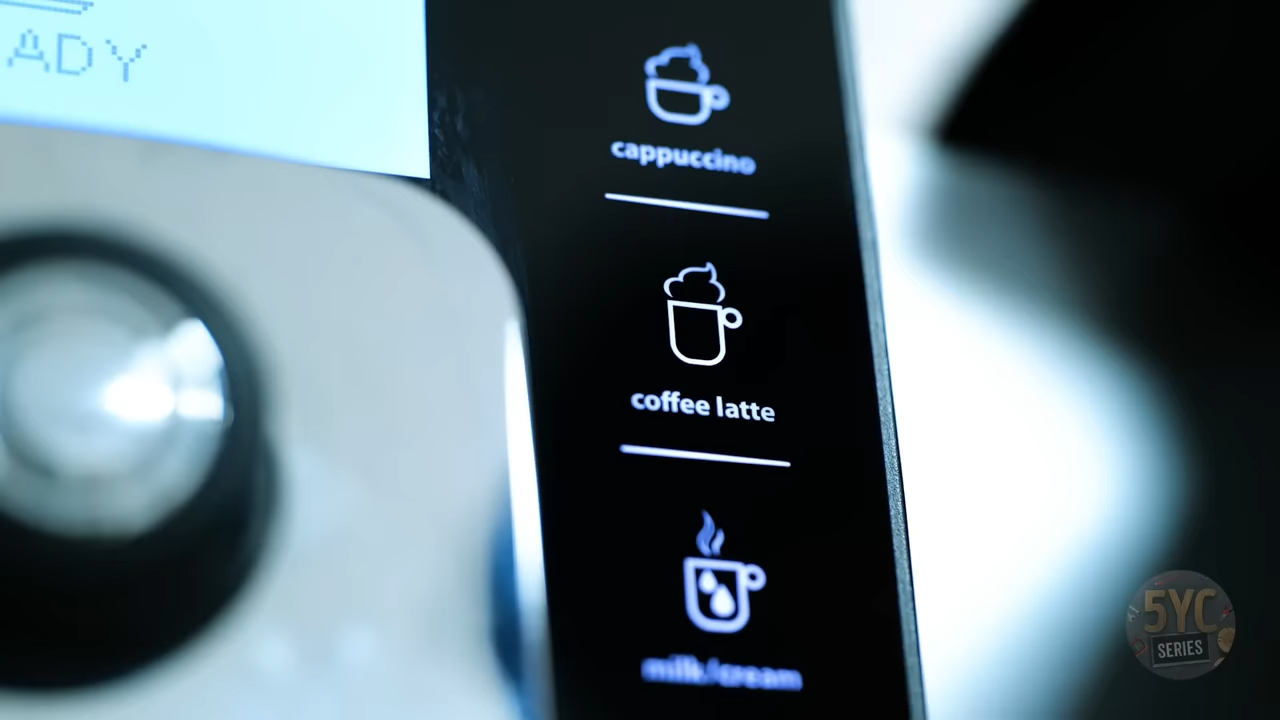 ADY
cappuccino
coffee latte
milk/cream
5YC
SERIES